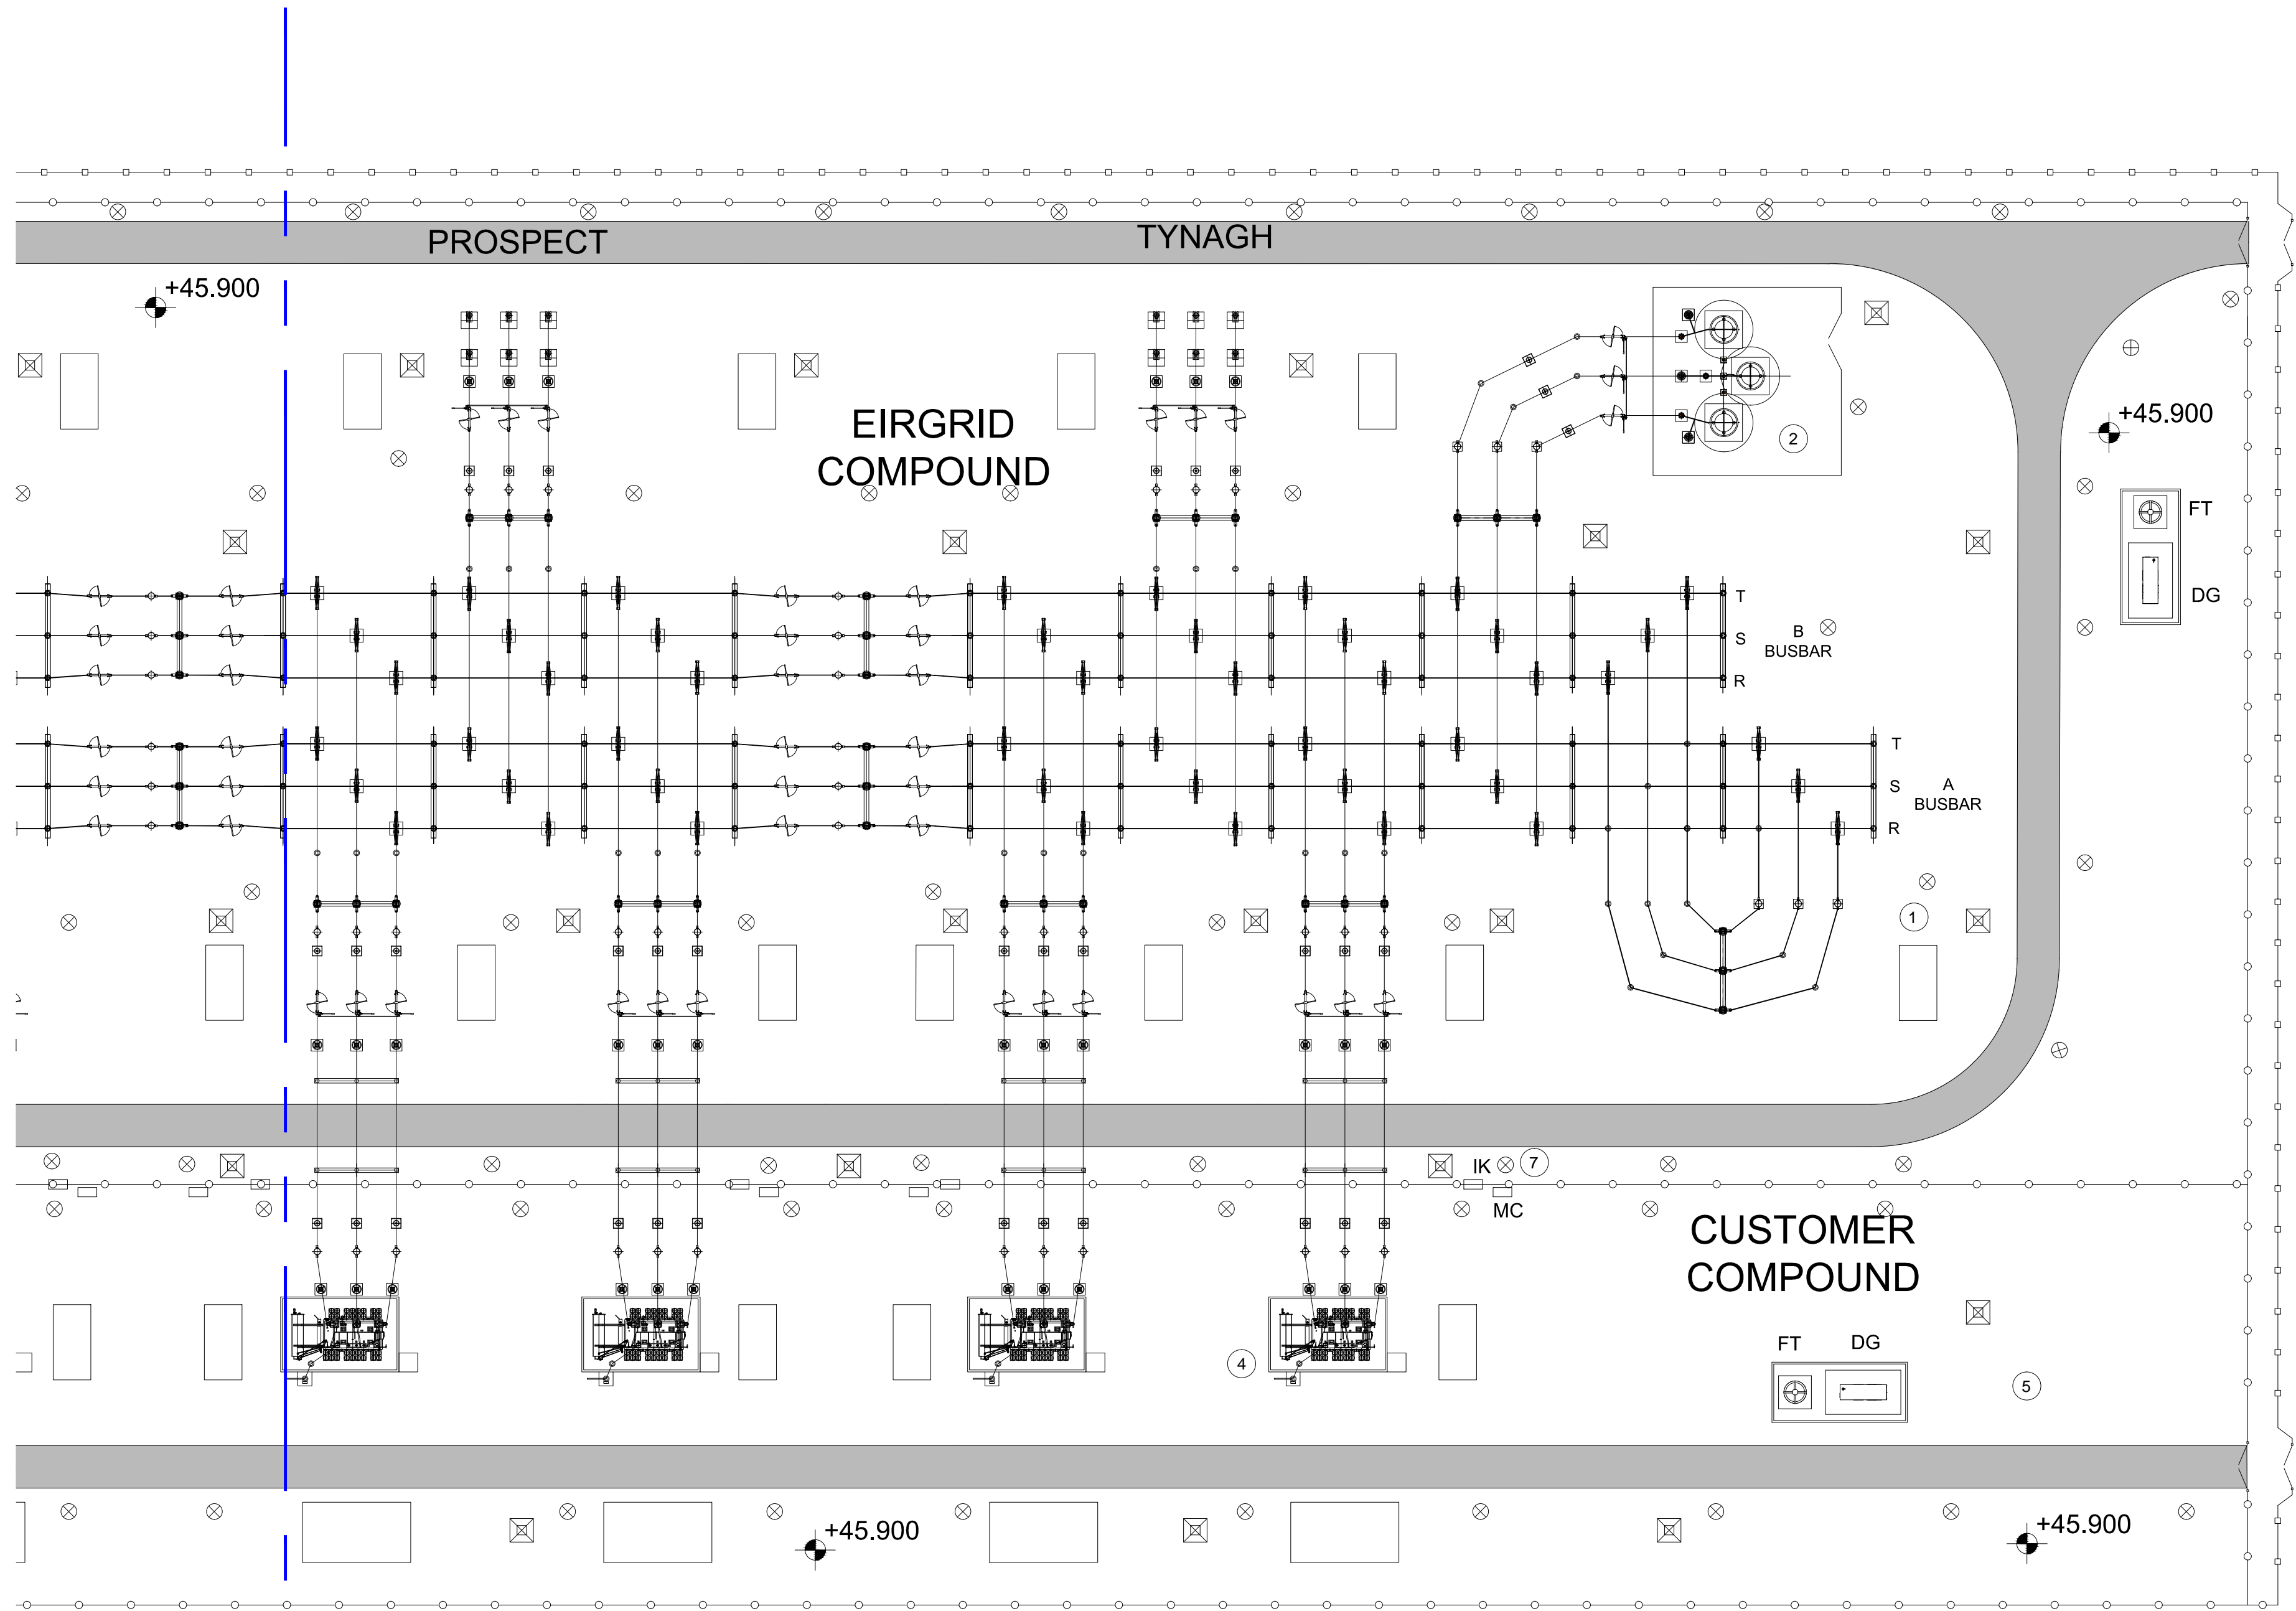 PROSPECT
TYNAGH
+45.900
+45.900
EIRGRID
COMPOUND
2
FT
DG
T
S
R
B
BUSBAR
T
S
R
A
BUSBAR
1
IK
7
MC
CUSTOMER
COMPOUND
4
FT
DG
5
+45.900
+45.900